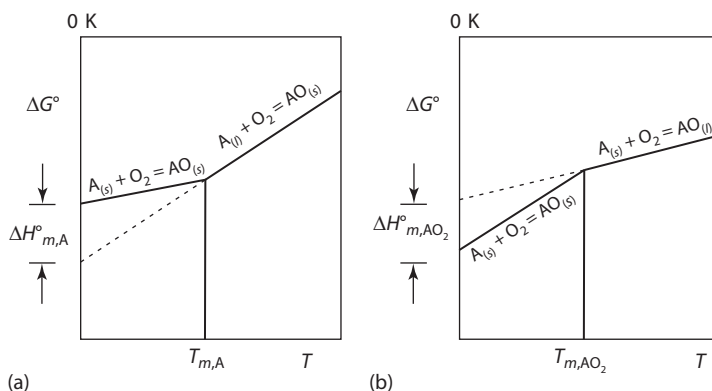 0 K
ΔG°
A(s) + O2 = AO(s)
A(l) + O2 = AO(s)
ΔH°m,A
Tm,A
T
(a)
0 K
ΔG°
A(s) + O2 = AO(l)
A(s) + O2 = AO(s)
ΔH°m,AO2
Tm,AO2
T
(b)